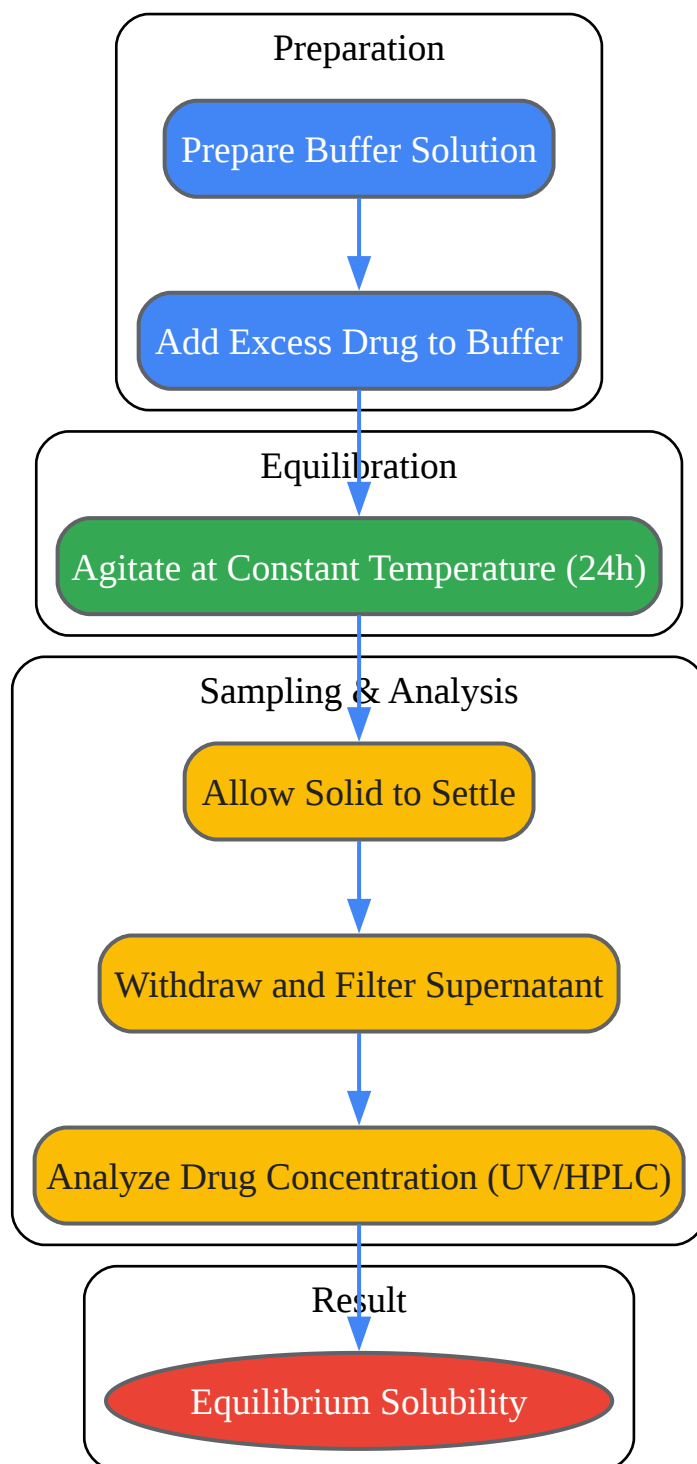 Preparation
Prepare Buffer Solution
Add Excess Drug to Buffer
Equilibration
Agitate at Constant Temperature (24h)
Sampling & Analysis
Allow Solid to Settle
Withdraw and Filter Supernatant
Analyze Drug Concentration (UV/HPLC)
Result
Equilibrium Solubility